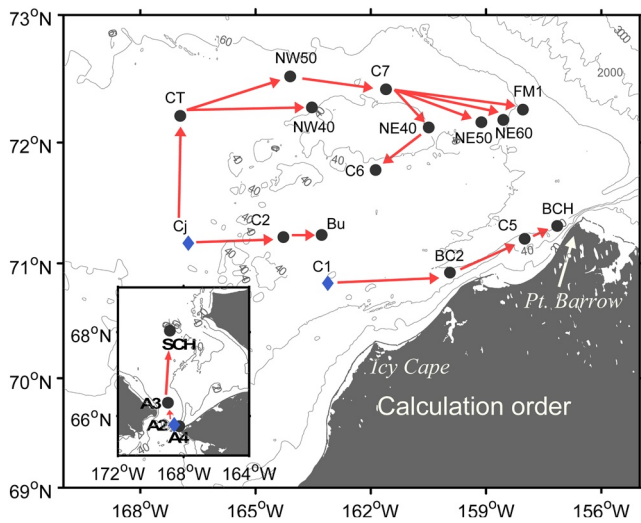 73°N
72°N
71°N
70°N
69°N
168°W
165°W
162°W
159°W
156°W
60
3000
2000
NW50
C7
CT
FM1
NW40
NE40
NE50
NE60
40
C6
Cj
C2
Bu
C5
BCH
C1
BC2
40
Pt. Barrow
Icy Cape
Calculation order
68°N
66°N
SCH
A3
A2
A4
172°W
168°W
164°W